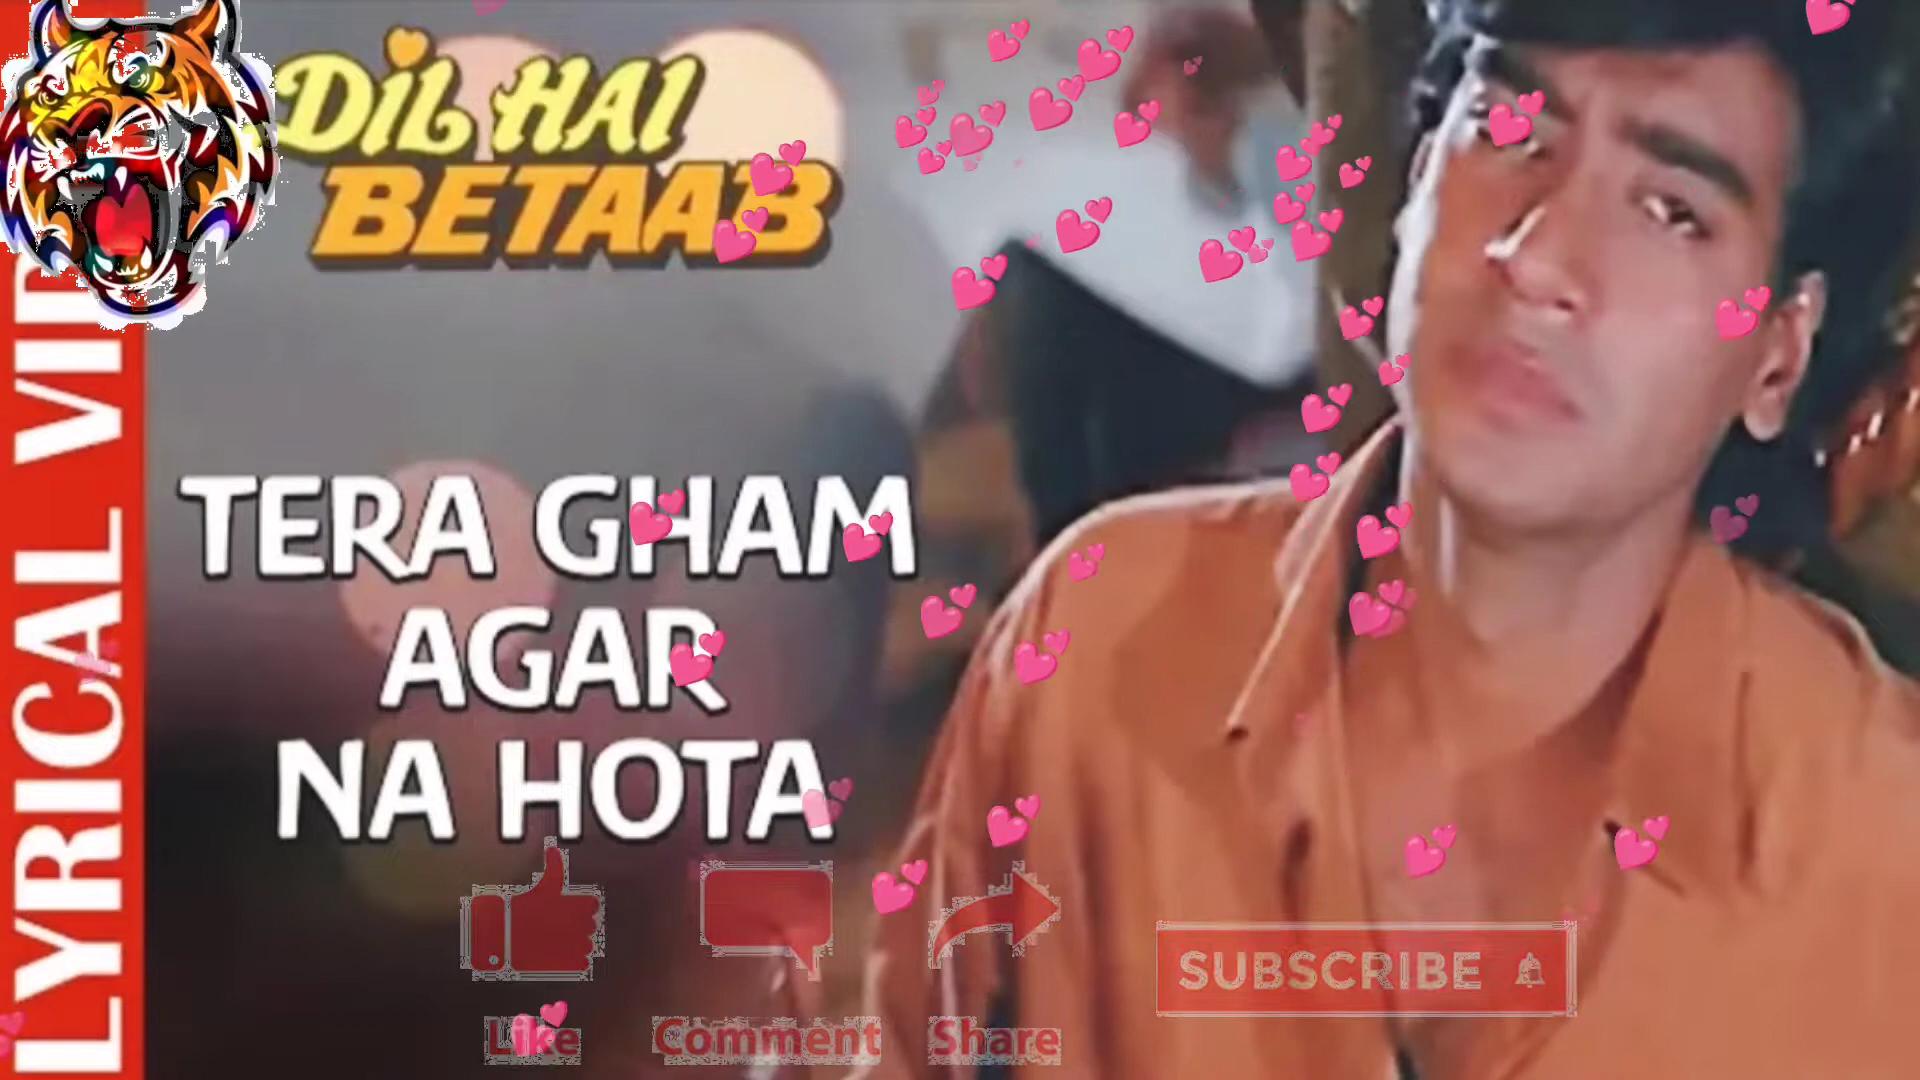 DIL HAI
BETAAB
LYRICAL VID
TERA GHAM
AGAR
NA HOTA
SUBSCRIBE
Like
Comment
Share